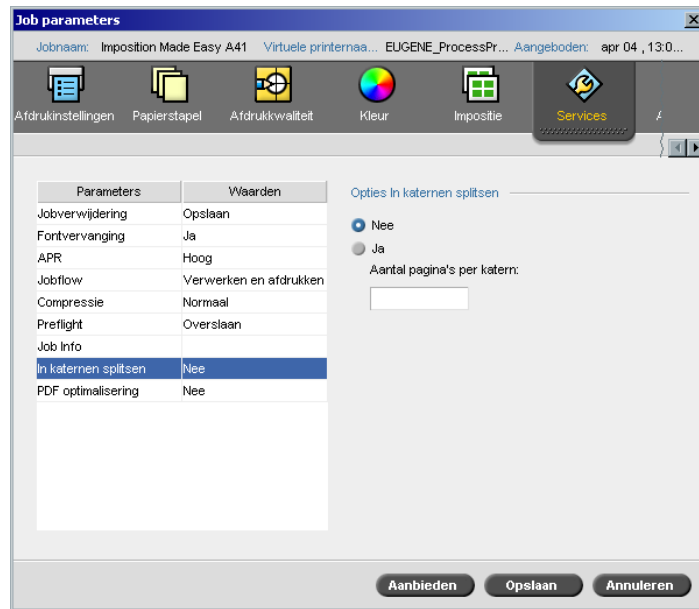 Job parameters
Jobnaam: Imposition Made Easy A41 Virtuele printernaa... EUGENE_ProcessPr... Aangeboden: apr 04 , 13:0...
Afdrukinstellingen Papierstapel Afdrukkwaliteit Kleur Impositie Services
Parameters Waarden
Jobverwijdering Opslaan
Fontvervanging Ja
APR Hoog
Jobflow Verwerken en afdrukken
Compressie Normaal
Preflight Overslaan
Job Info
In katernen splitsen Nee
PDF optimalisering Nee
Opties In katernen splitsen
Nee
Ja
Aantal pagina's per katern:
Aanbieden Opslaan Annuleren